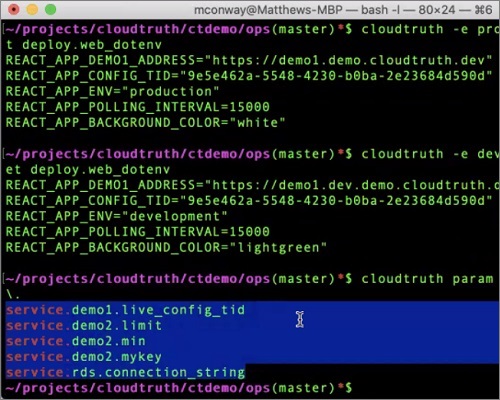 mconway@Matthews-MBP — bash -l — 80×24 — ⌘6
[~/projects/cloudtruth/ctdemo/ops(master)*$ cloudtruth -e pro
t deploy.web_dotenv
REACT_APP_DEMO1_ADDRESS="https://demo1.demo.cloudtruth.dev"
REACT_APP_CONFIG_TID="9e5e462a-5548-4230-b0ba-2e23684d590d"
REACT_APP_ENV="production"
REACT_APP_POLLING_INTERVAL=15000
REACT_APP_BACKGROUND_COLOR="white"
[~/projects/cloudtruth/ctdemo/ops(master)*$ cloudtruth -e dev
et deploy.web_dotenv
REACT_APP_DEMO1_ADDRESS="https://demo1.dev.demo.cloudtruth.d
REACT_APP_CONFIG_TID="9e5e462a-5548-4230-b0ba-2e23684d590d"
REACT_APP_ENV="development"
REACT_APP_POLLING_INTERVAL=15000
REACT_APP_BACKGROUND_COLOR="lightgreen"
[~/projects/cloudtruth/ctdemo/ops(master)*$ cloudtruth param
\.
service.demo1.live_config_tid
service.demo2.limit
service.demo2.min
service.demo2.mykey
service.rds.connection_string
~/projects/cloudtruth/ctdemo/ops(master)*$